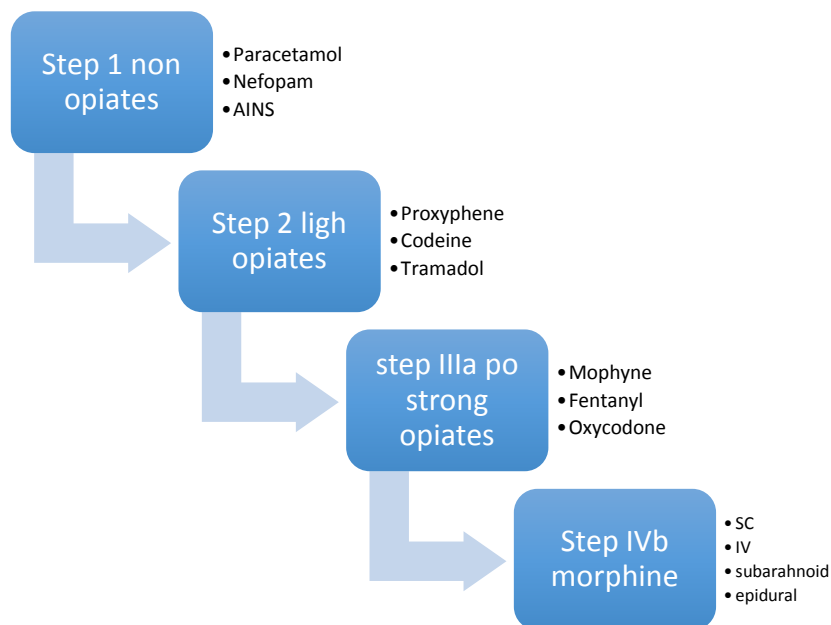 Step 1 non
opiates
•Paracetamol
•Nefopam
•AINS
Step 2 ligh
opiates
•Proxyphene
•Codeine
•Tramadol
step IIIa po
strong
opiates
•Mophyne
•Fentanyl
•Oxycodone
Step IVb
morphine
• SC
• IV
• subarahnoid
• epidural